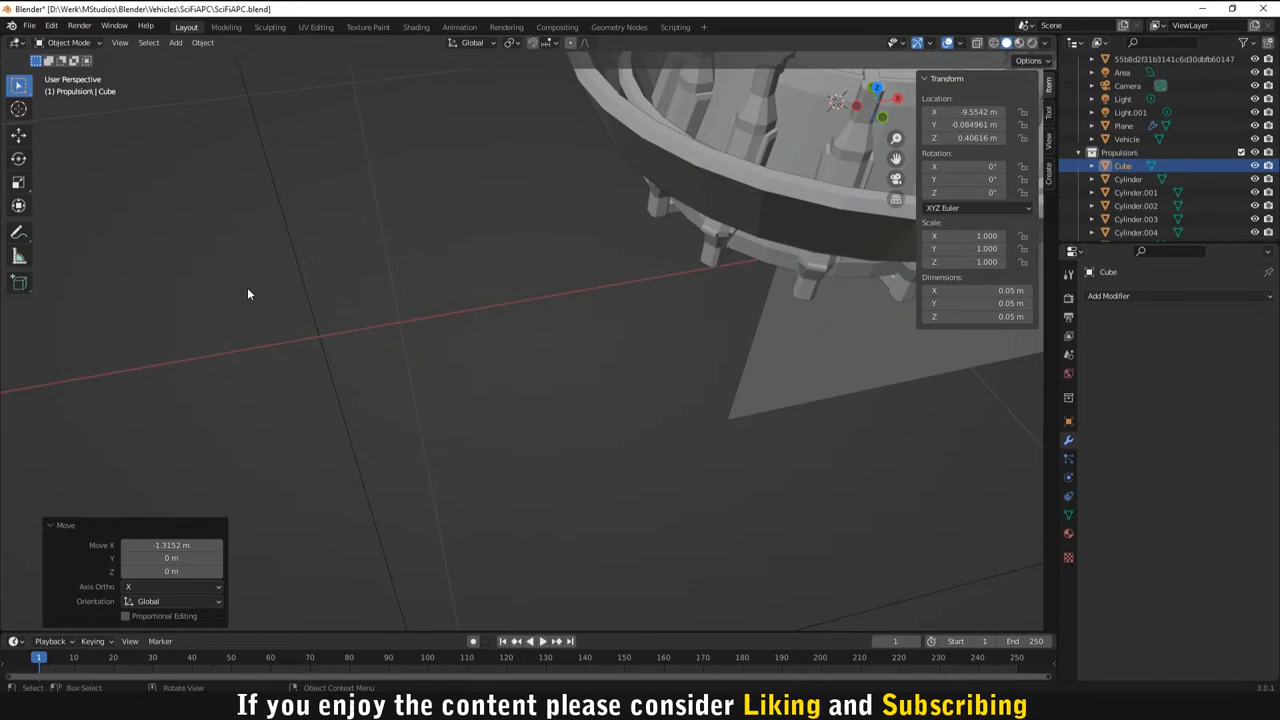 Blender* [D:\Werk\MStudios\Blender\Vehicles\SciFiAPC\SciFiAPC.blend]
File Edit Render Window Help Layout Modeling Sculpting UV Editing Texture Paint Shading Animation Rendering Compositing Geometry Nodes Scripting Scene ViewLayer
Object Mode View Select Add Object Global
Options
User Perspective
(1) Propulsion\ | Cube
Transform
Location:
X -9.5542 m
Y -0.084961 m
Z 0.40616 m
Rotation:
X 0°
Y 0°
Z 0°
XYZ Euler
Scale:
X 1.000
Y 1.000
Z 1.000
Dimensions:
X 0.05 m
Y 0.05 m
Z 0.05 m
Item
Tool
View
Create
Z
X
55b8d2f31b3141c6d30dbfb60147
Area
Camera
Light
Light.001
Plane
Vehicle
Propulsion\
Cube
Cylinder
Cylinder.001
Cylinder.002
Cylinder.003
Cylinder.004
Cube
Add Modifier
Move
Move X -1.3152 m
Y 0 m
Z 0 m
Axis Ortho X
Orientation Global
Proportional Editing
Playback Keying View Marker 1 Start 1 End 250
1 10 20 30 40 50 60 70 80 90 100 110 120 130 140 150 160 170 180 190 200 210 220 230 240 250
Select Box Select Rotate View Object Context Menu 3.0.1
If you enjoy the content please consider Liking and Subscribing